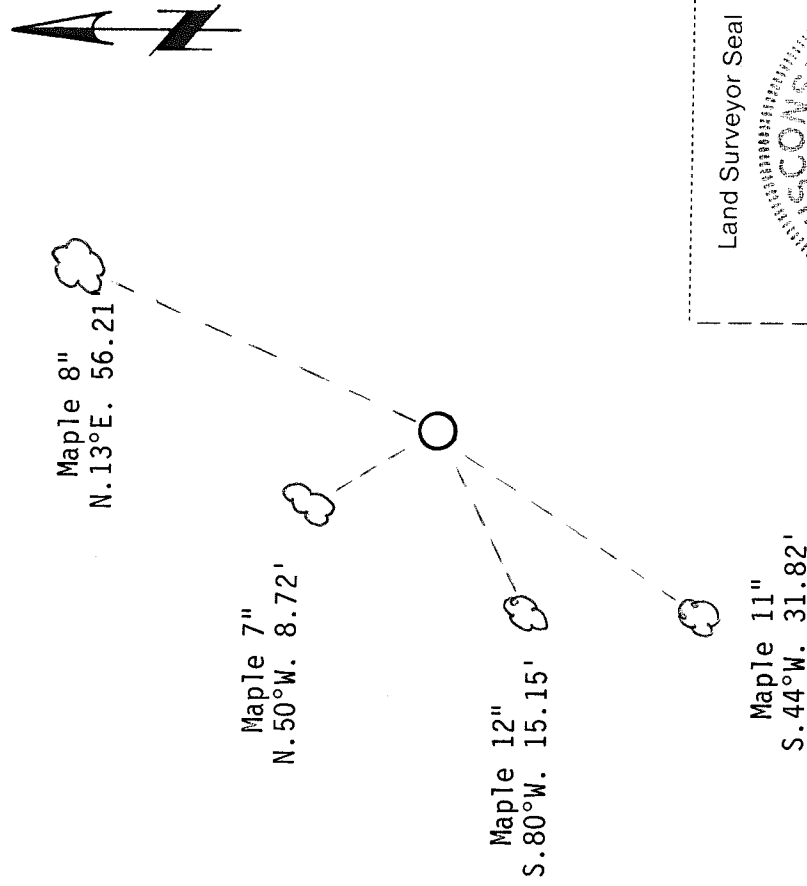 N
Maple 8"
N.13°E. 56.21'
Maple 7"
N.50°W. 8.72'
Maple 12"
S.80°W. 15.15'
Maple 11"
S.44°W. 31.82'
Land Surveyor Seal